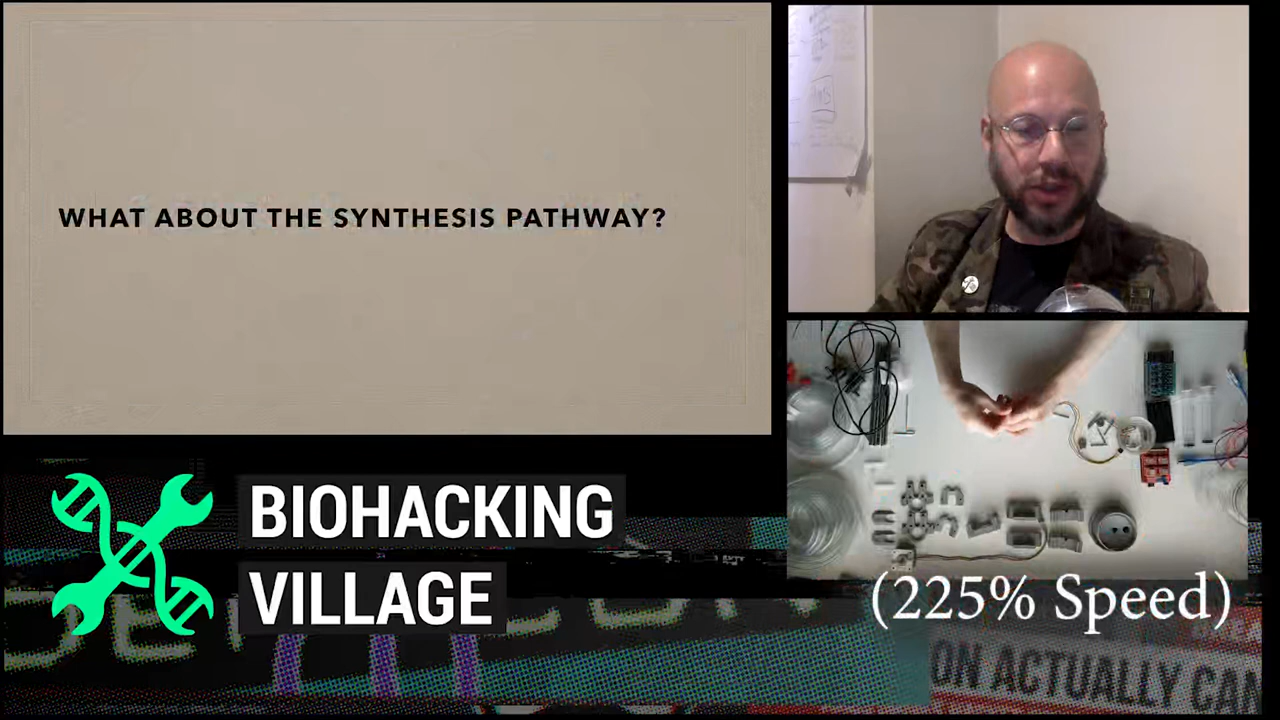 WHAT ABOUT THE SYNTHESIS PATHWAY?
BIOHACKING
VILLAGE
(225% Speed)
ON ACTUALLY CAN